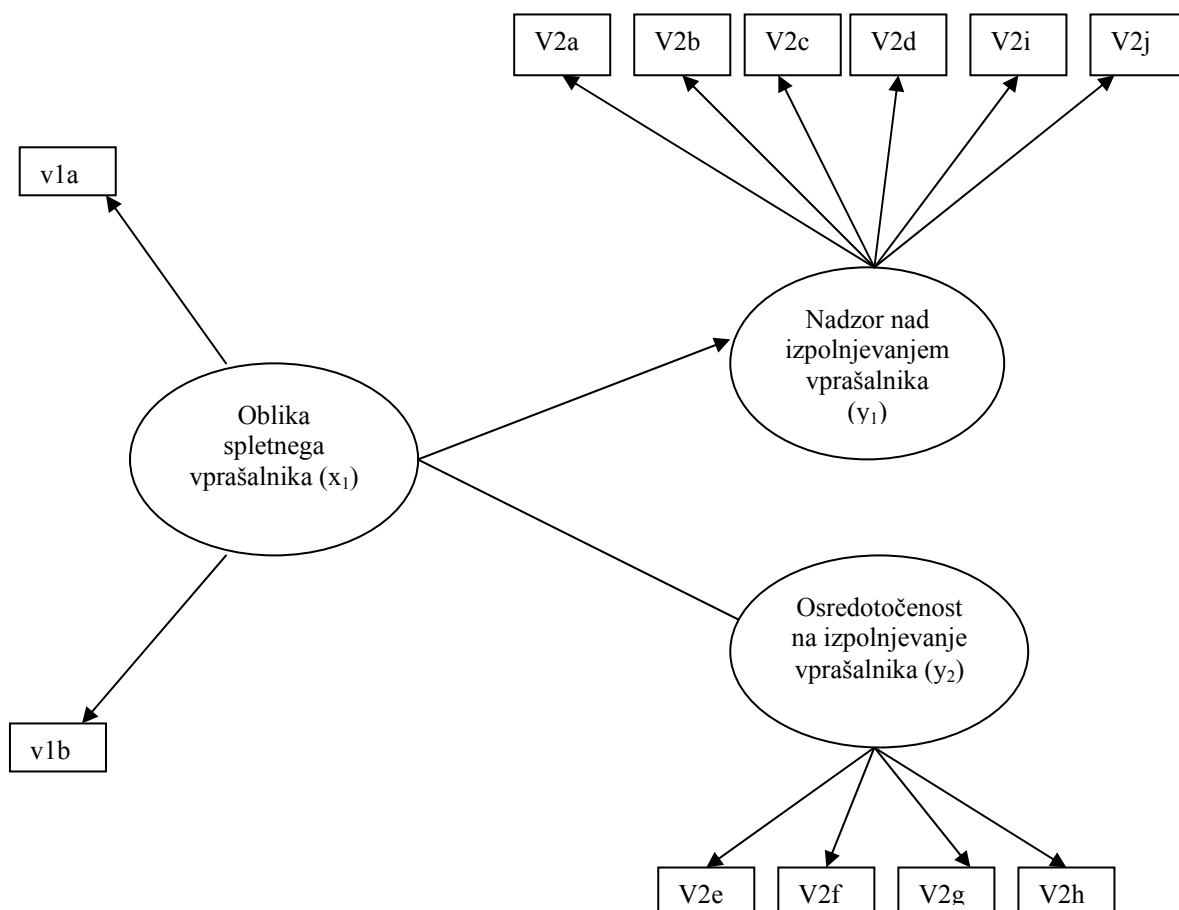 V2a V2b V2c V2d V2i V2j
v1a
Nadzor nad
izpolnjevanjem
vprašalnika
(y₁)
Oblika
spletnega
vprašalnika (x₁)
Osredotočenost
na izpolnjevanje
vprašalnika (y₂)
v1b
V2e V2f V2g V2h